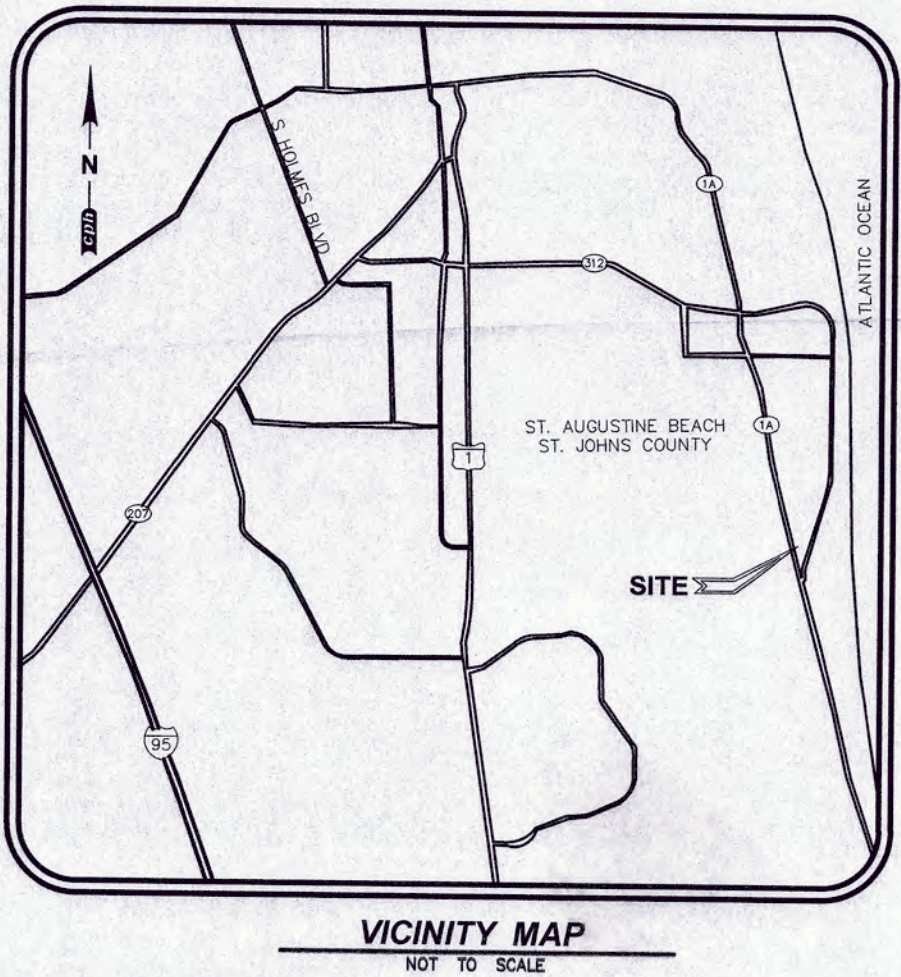 N
cph
S HOLMES BLVD
1A
ATLANTIC OCEAN
312
ST. AUGUSTINE BEACH
ST. JOHNS COUNTY
1A
1
207
SITE
95
VICINITY MAP
NOT TO SCALE